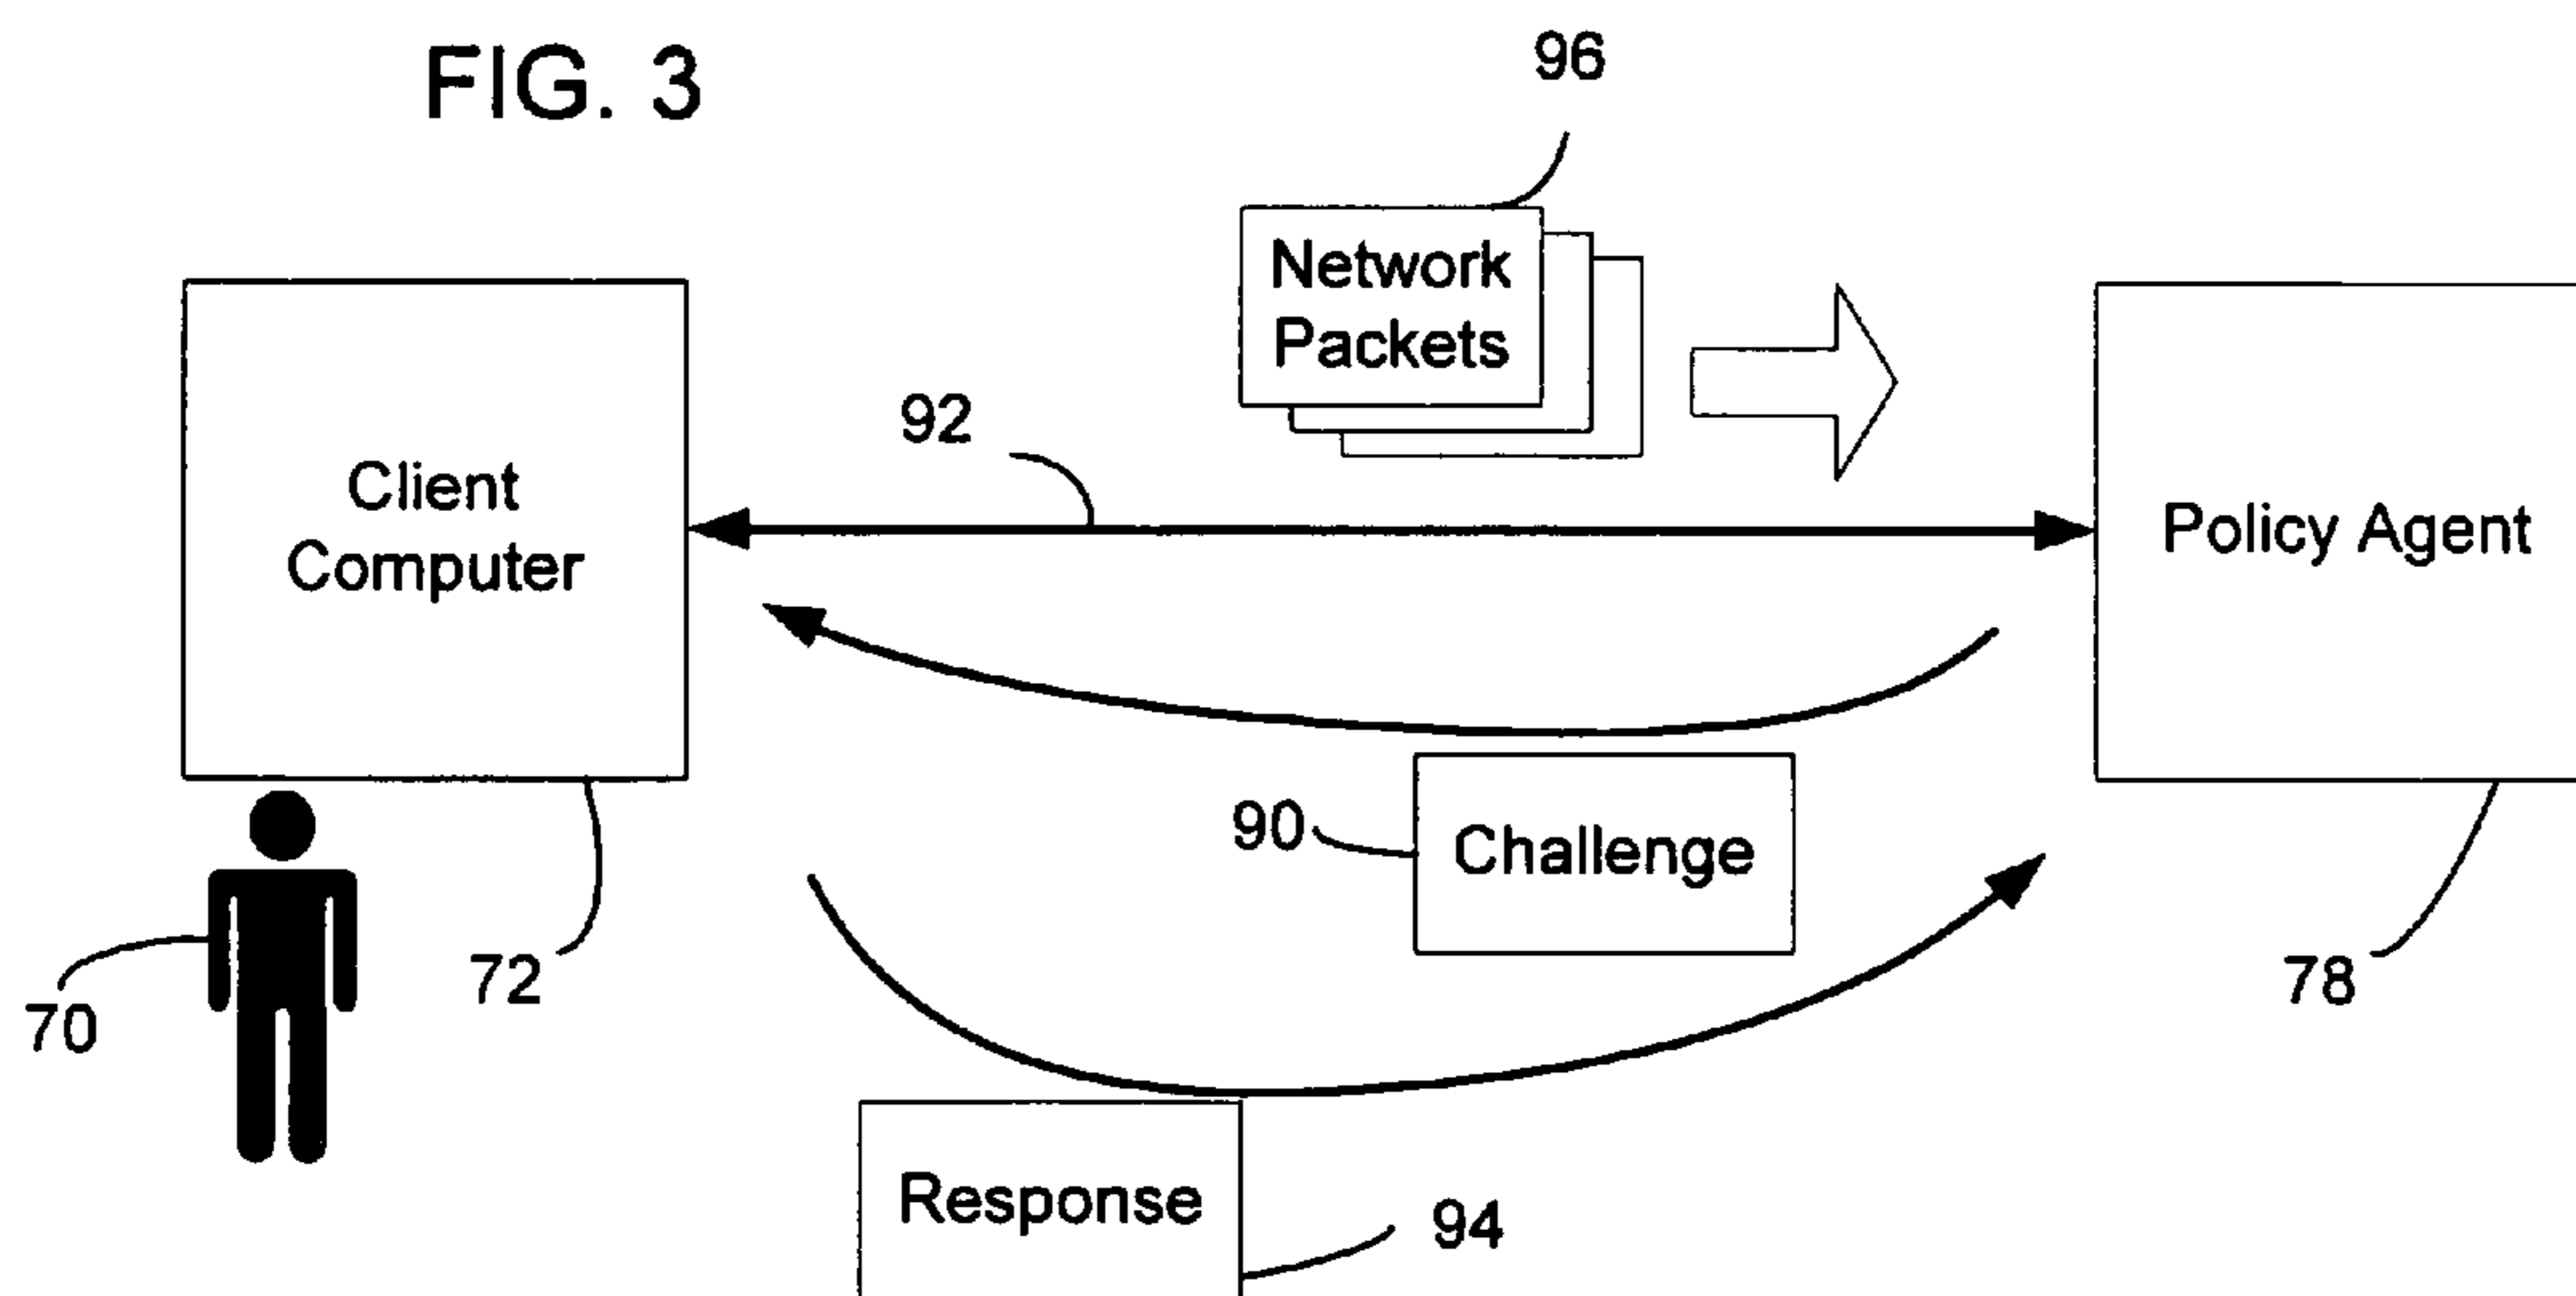 FIG. 3
96
Network
Packets
92
Client
Computer
Policy Agent
90
Challenge
72
78
70
Response
94